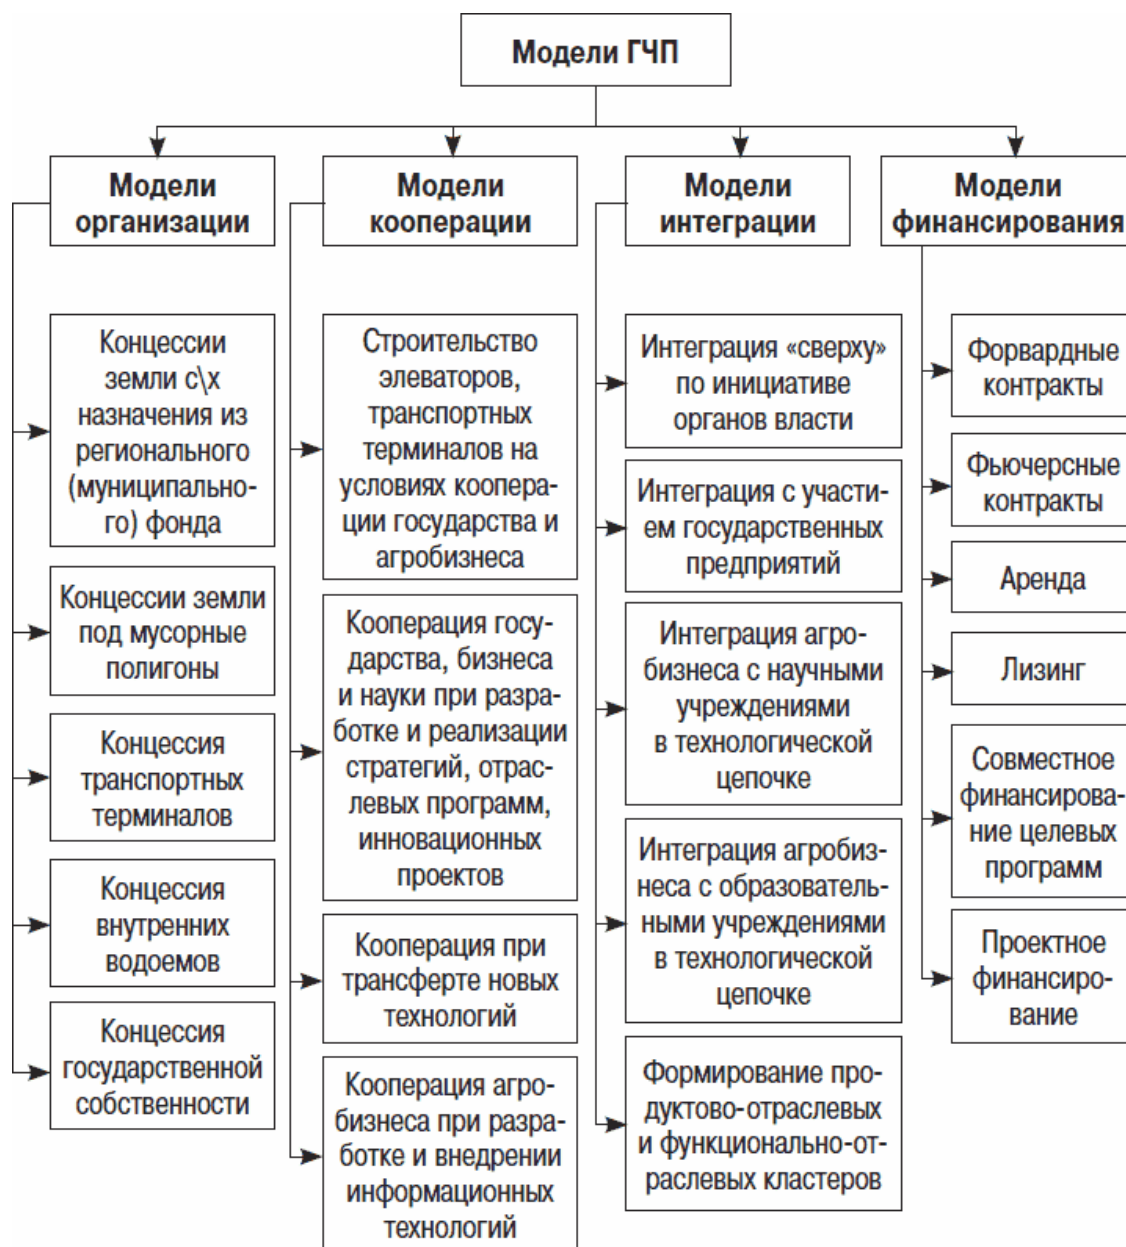 Модели ГЧП
Модели
организации
Концессии
земли с\х
назначения из
регионального
(муниципально-
го) фонда
Концессии земли
под мусорные
полигоны
Концессия
транспортных
терминалов
Концессия
внутренних
водоемов
Концессия
государственной
собственности
Модели
кооперации
Строительство
элеваторов,
транспортных
терминалов на
условиях коопера-
ции государства и
агробизнеса
Кооперация госу-
дарства, бизнеса
и науки при разра-
ботке и реализации
стратегий, отрас-
левых программ,
инновационных
проектов
Кооперация при
трансферте новых
технологий
Кооперация агро-
бизнеса при разра-
ботке и внедрении
информационных
технологий
Модели
интеграции
Интеграция «сверху»
по инициативе
органов власти
Интеграция с участи-
ем государственных
предприятий
Интеграция агро-
бизнеса с научными
учреждениями
в технологической
цепочке
Интеграция агробиз-
неса с образователь-
ными учреждениями
в технологической
цепочке
Формирование про-
дуктово-отраслевых
и функционально-от-
раслевых кластеров
Модели
финансирования
Форвардные
контракты
Фьючерсные
контракты
Аренда
Лизинг
Совместное
финансирова-
ние целевых
программ
Проектное
финансиро-
вание